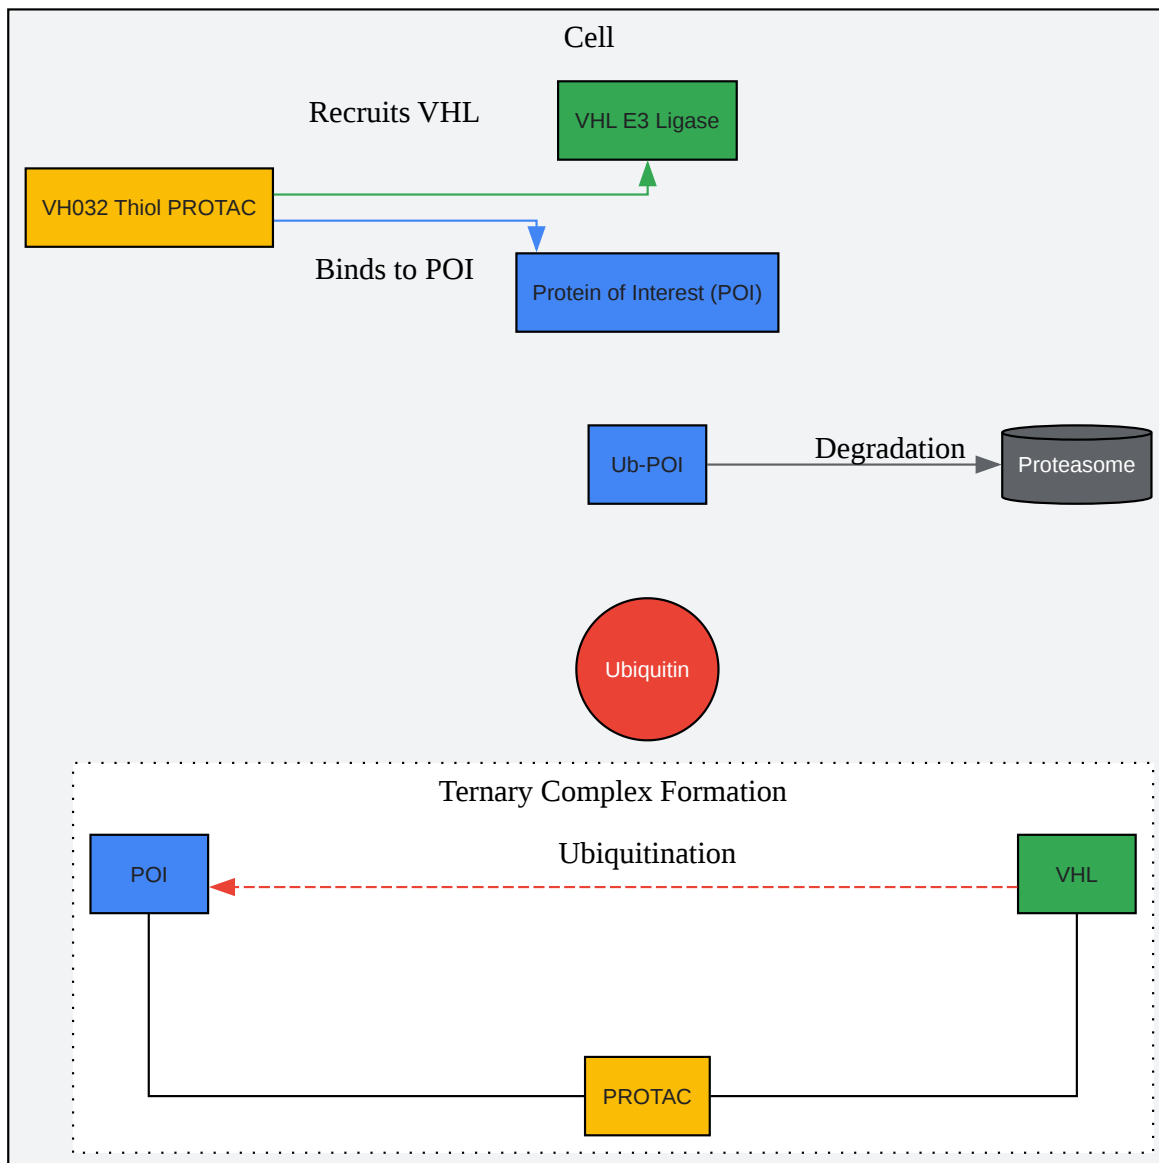 Cell
Recruits VHL
VHL E3 Ligase
VH032 Thiol PROTAC
Binds to POI
Protein of Interest (POI)
Ub-POI
Degradation
Proteasome
Ubiquitin
Ternary Complex Formation
Ubiquitination
POI
VHL
PROTAC